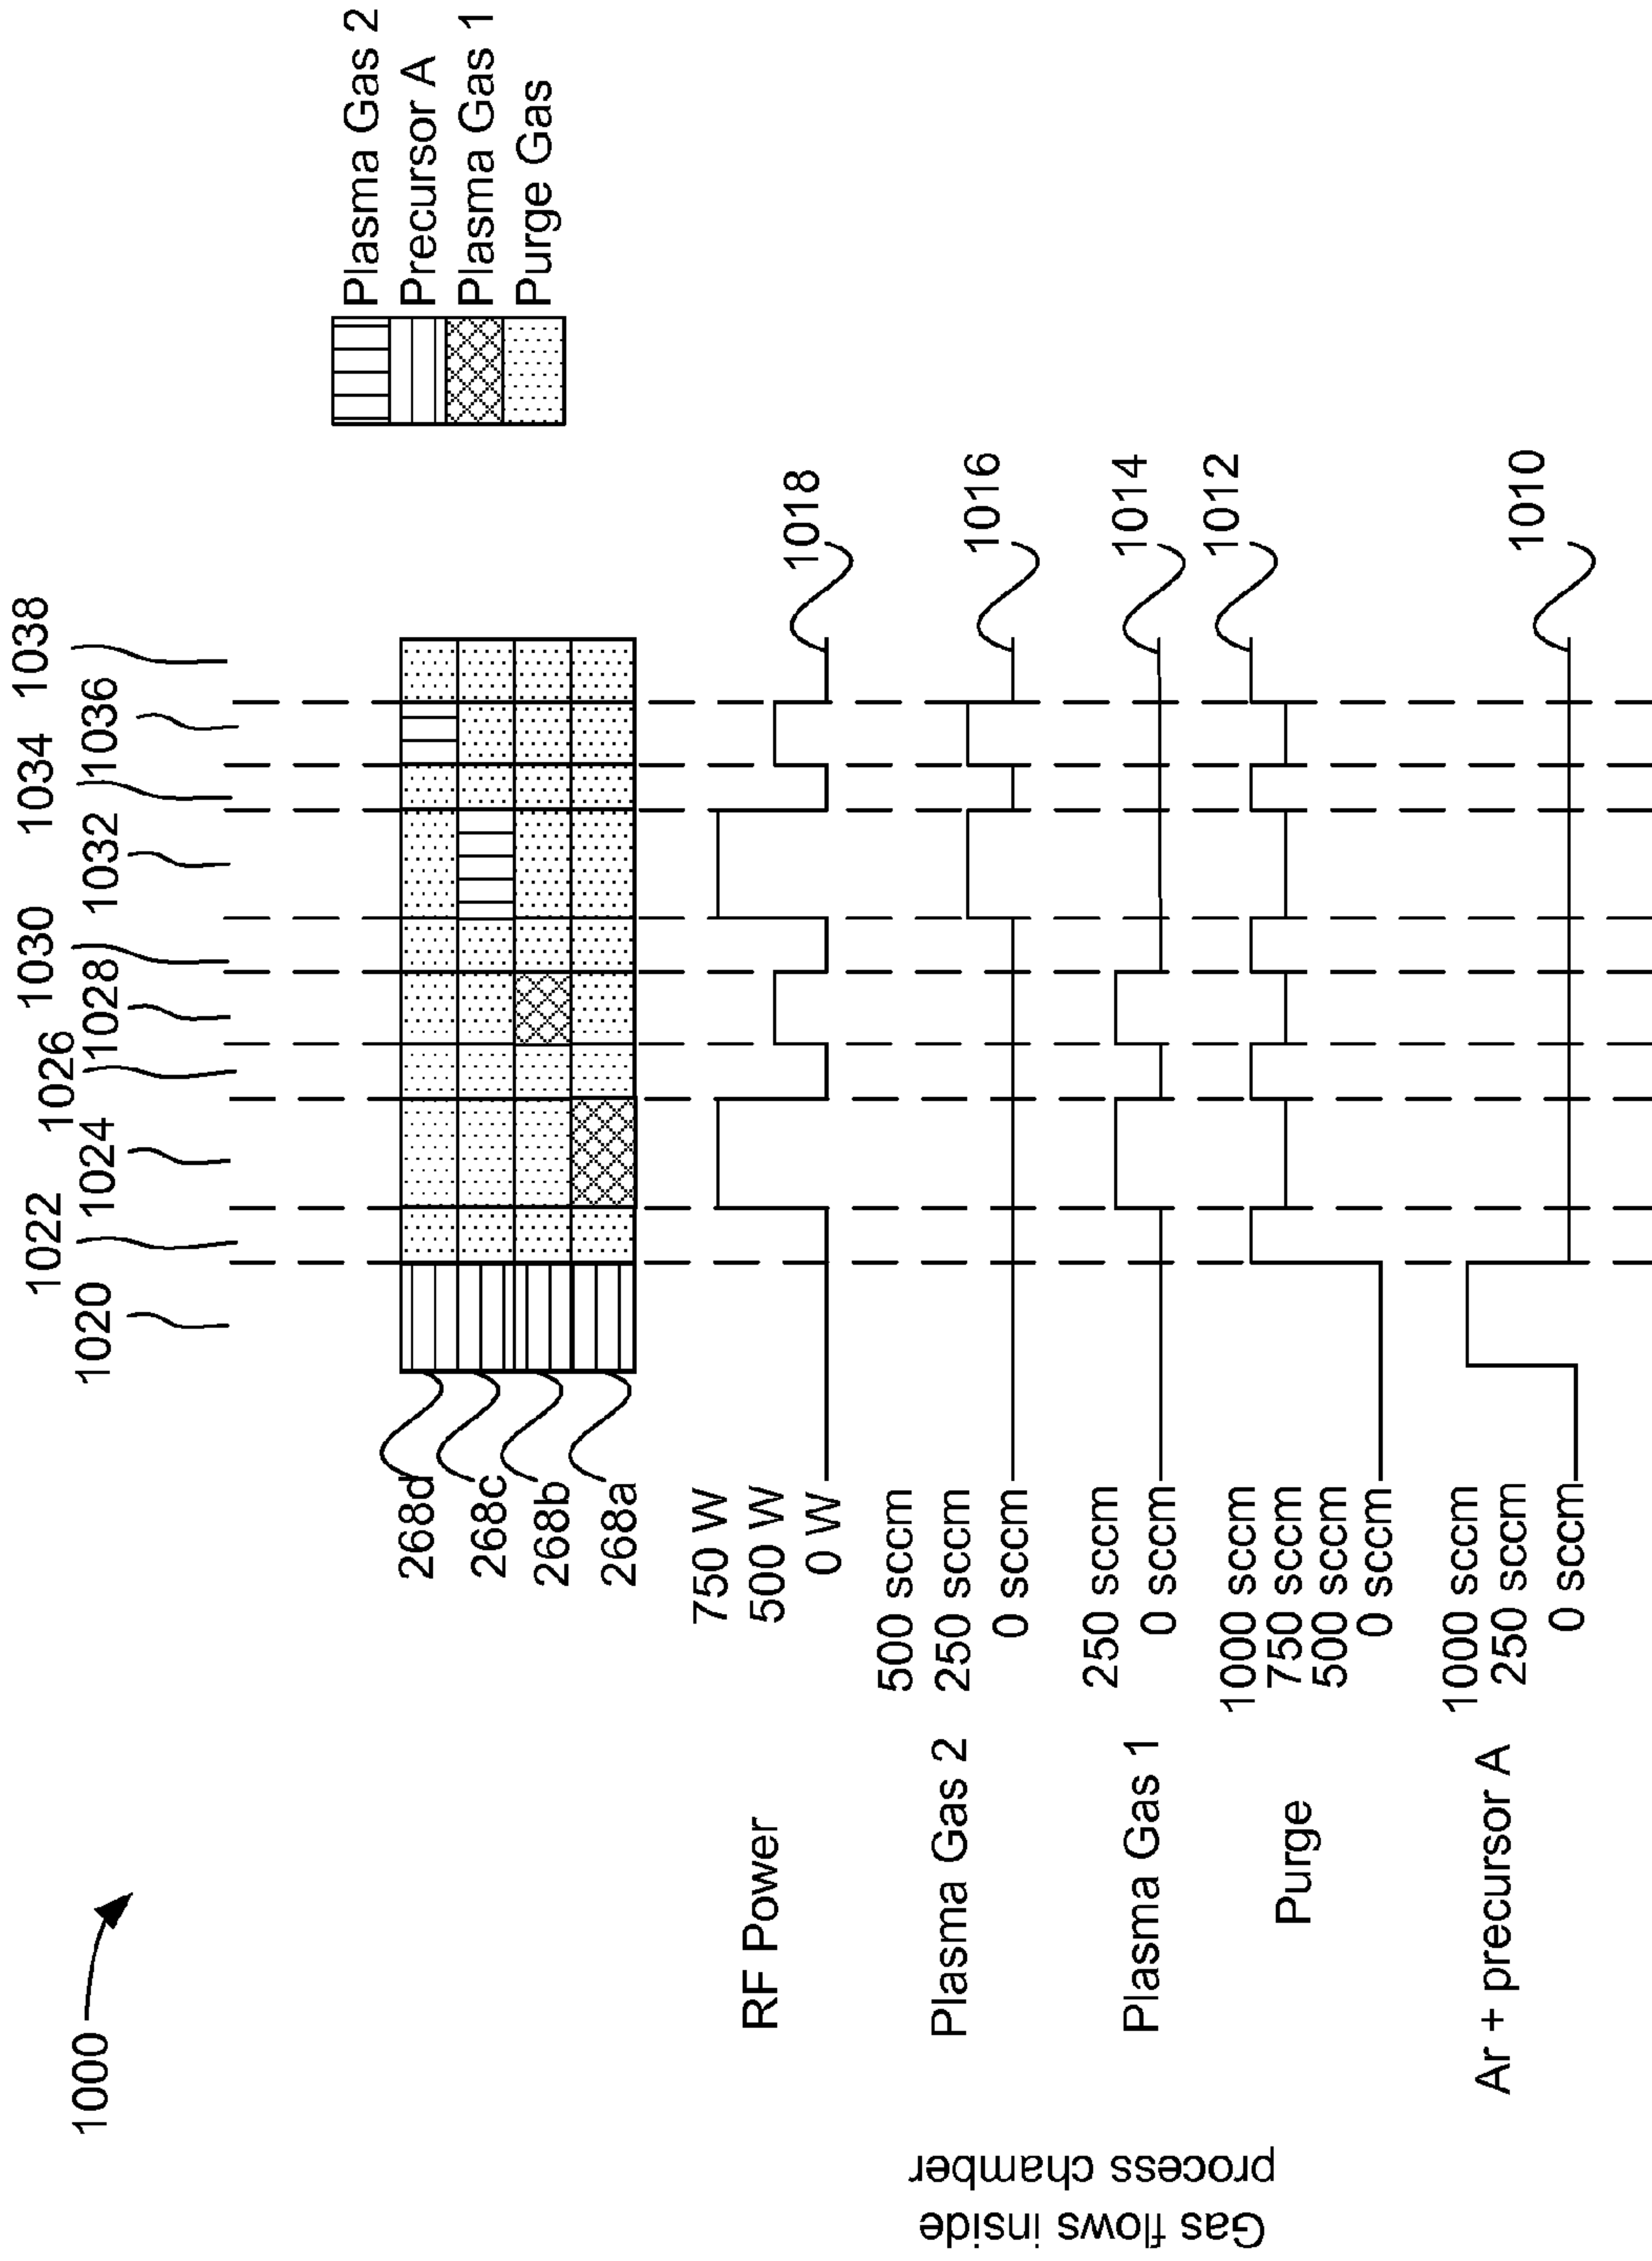 1000
1020
1022
1024
1026
1028
1030
1032
1034
1036
1038
Plasma Gas 2
Precursor A
Plasma Gas 1
Purge Gas
268d
268c
268b
268a
RF Power
750 W
500 W
0 W
1018
Plasma Gas 2
500 sccm
250 sccm
0 sccm
1016
Plasma Gas 1
250 sccm
0 sccm
1014
Purge
1000 sccm
750 sccm
500 sccm
0 sccm
1012
Ar + precursor A
1000 sccm
250 sccm
0 sccm
1010
Gas flows inside
process chamber